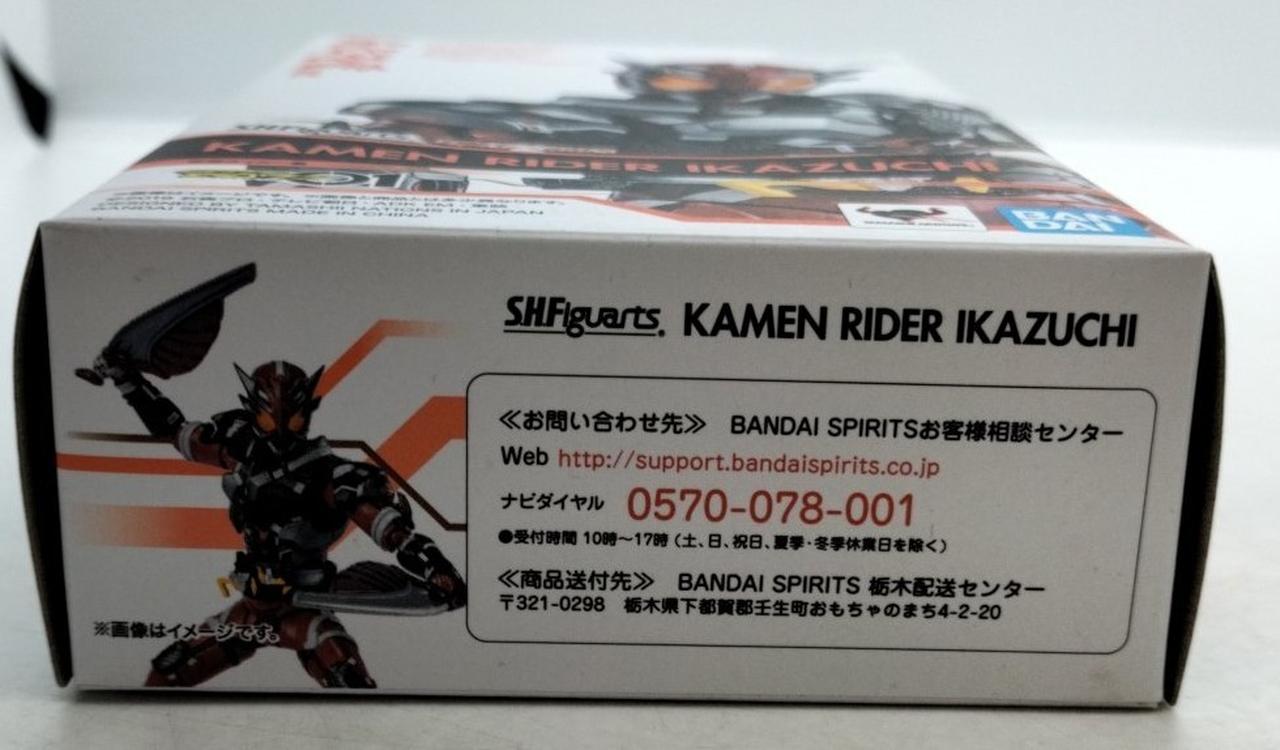 KAMEN RIDER IKAZUCHI
BANDAI SPIRITS MADE IN CHINA
BAN
DAI
S.H.Figuarts. KAMEN RIDER IKAZUCHI
≪お問い合わせ先≫ BANDAI SPIRITSお客様相談センター
Web http://support.bandaispirits.co.jp
ナビダイヤル 0570-078-001
●受付時間 10時～17時（土、日、祝日、夏季・冬季休業日を除く）
≪商品送付先≫ BANDAI SPIRITS 栃木配送センター
〒321-0298 栃木県下都賀郡壬生町おもちゃのまち4-2-20
※画像はイメージです。